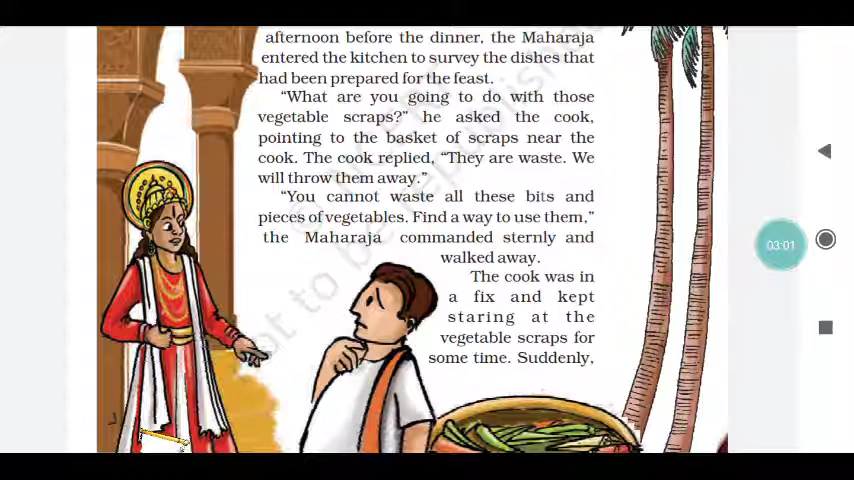 afternoon before the dinner, the Maharaja
entered the kitchen to survey the dishes that
had been prepared for the feast.
“What are you going to do with those
vegetable scraps?” he asked the cook,
pointing to the basket of scraps near the
cook. The cook replied, “They are waste. We
will throw them away.”
“You cannot waste all these bits and
pieces of vegetables. Find a way to use them,”
the Maharaja commanded sternly and
walked away.
The cook was in
a fix and kept
staring at the
vegetable scraps for
some time. Suddenly,
03:01
not to be republished